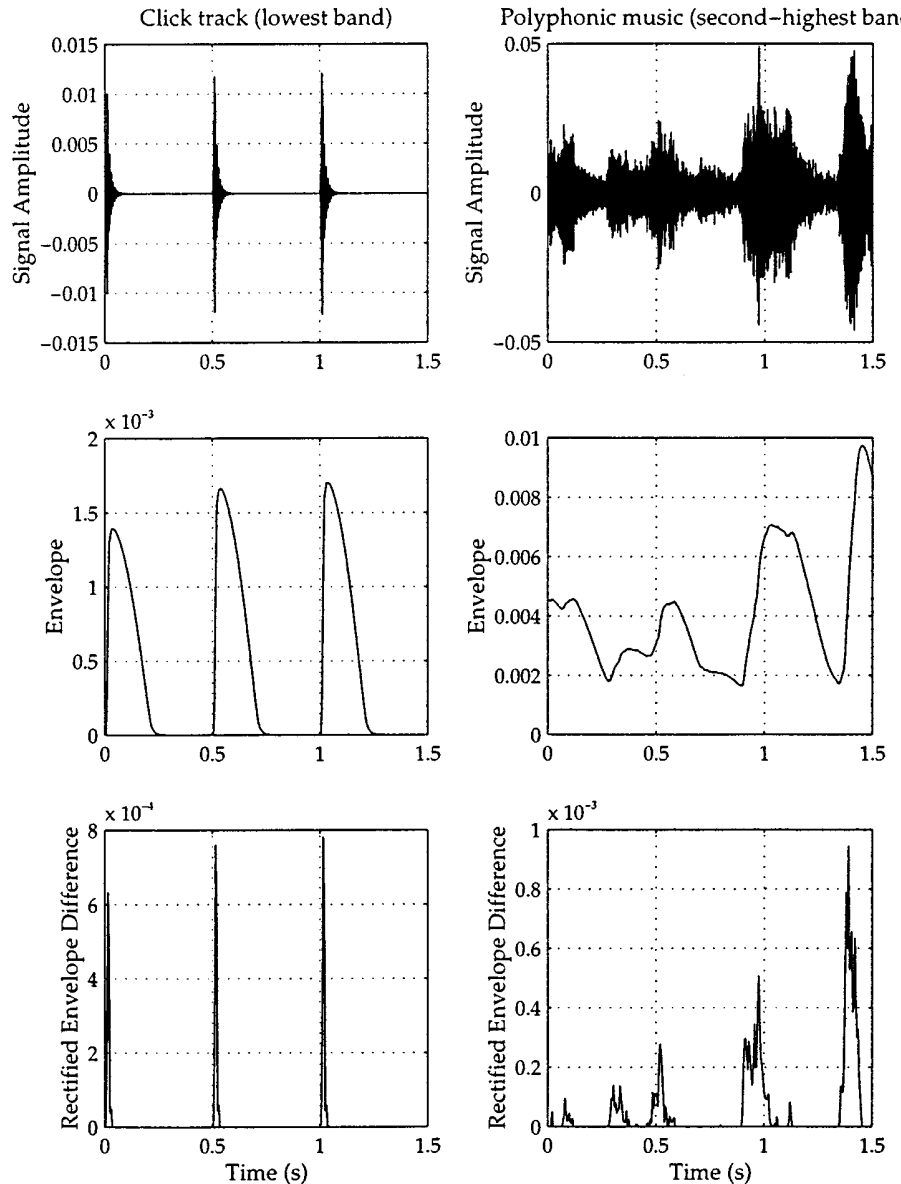 Click track (lowest band)
Signal Amplitude
0.015
0.01
0.005
0
−0.005
−0.01
−0.015
0 0.5 1 1.5
Polyphonic music (second–highest ban
Signal Amplitude
0.05
0
−0.05
0 0.5 1 1.5
x 10⁻³
Envelope
2
1.5
1
0.5
0
0 0.5 1 1.5
Envelope
0.01
0.008
0.006
0.004
0.002
0
0 0.5 1 1.5
x 10⁻⁴
Rectified Envelope Difference
8
6
4
2
0
0 0.5 1 1.5
Time (s)
x 10⁻³
Rectified Envelope Difference
1
0.8
0.6
0.4
0.2
0
0 0.5 1 1.5
Time (s)